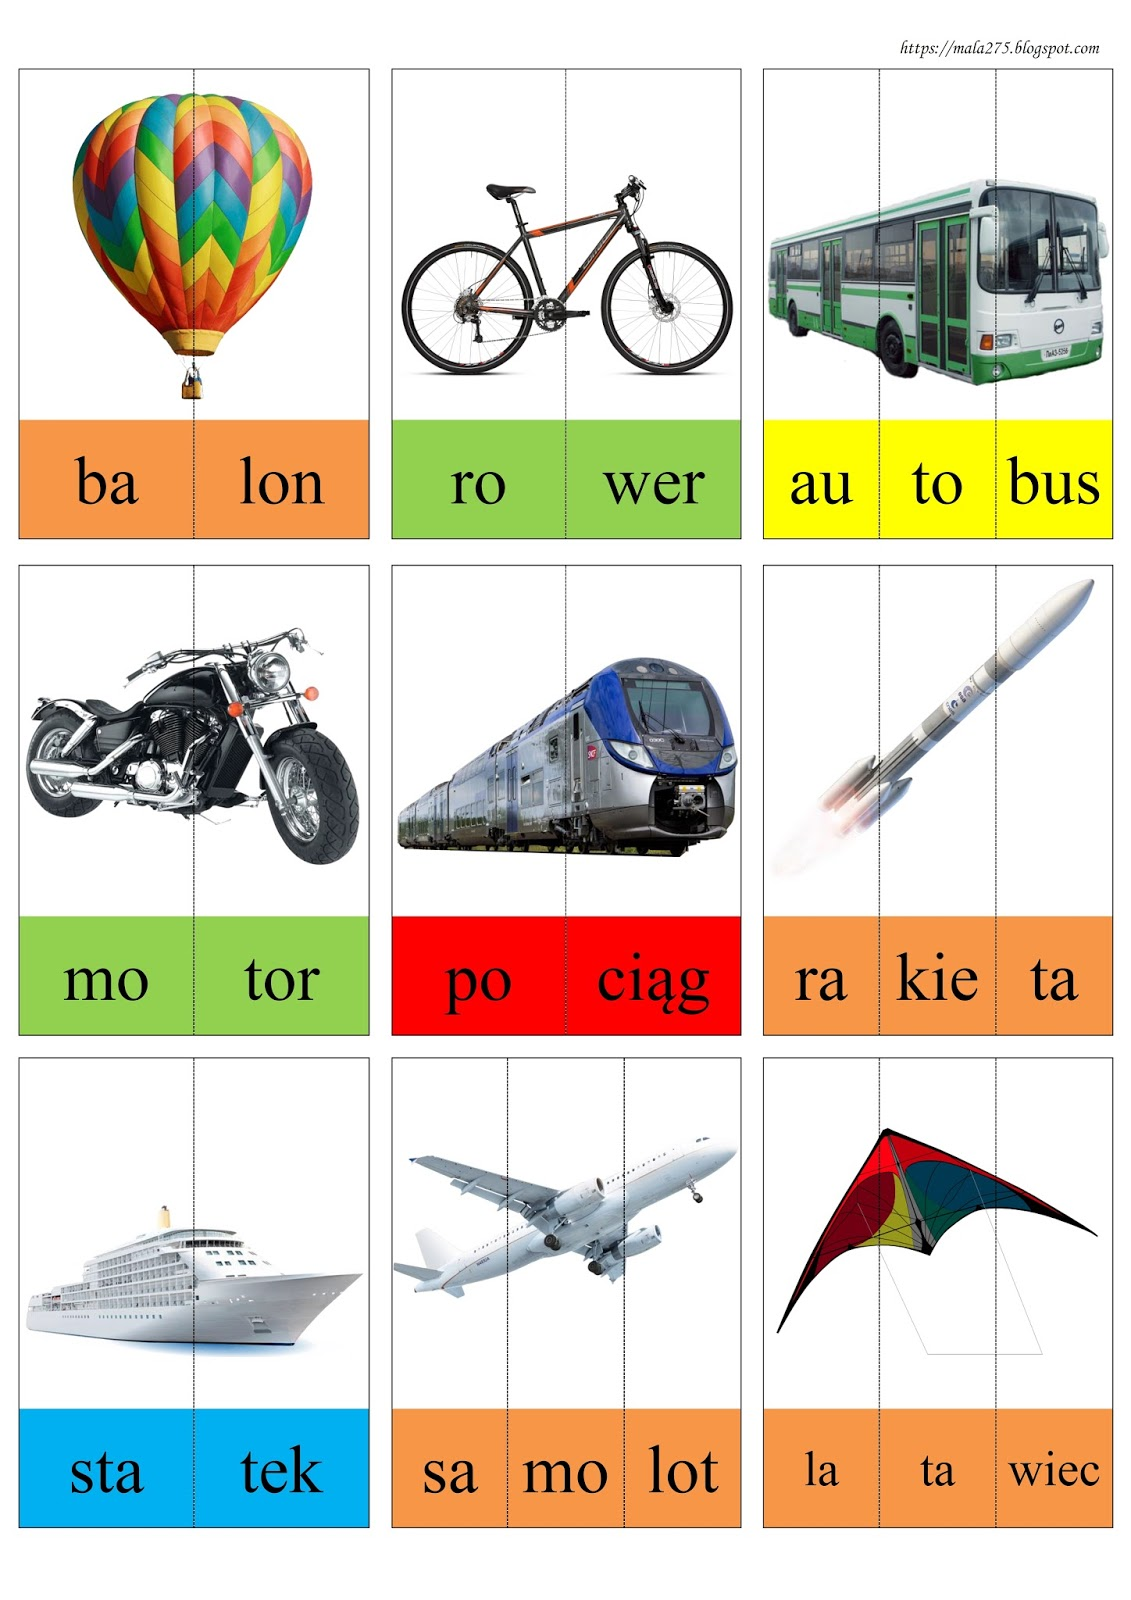 https://mala275.blogspot.com
ba lon
ro wer
au to bus
mo tor
po ciąg
ra kie ta
sta tek
sa mo lot
la ta wiec